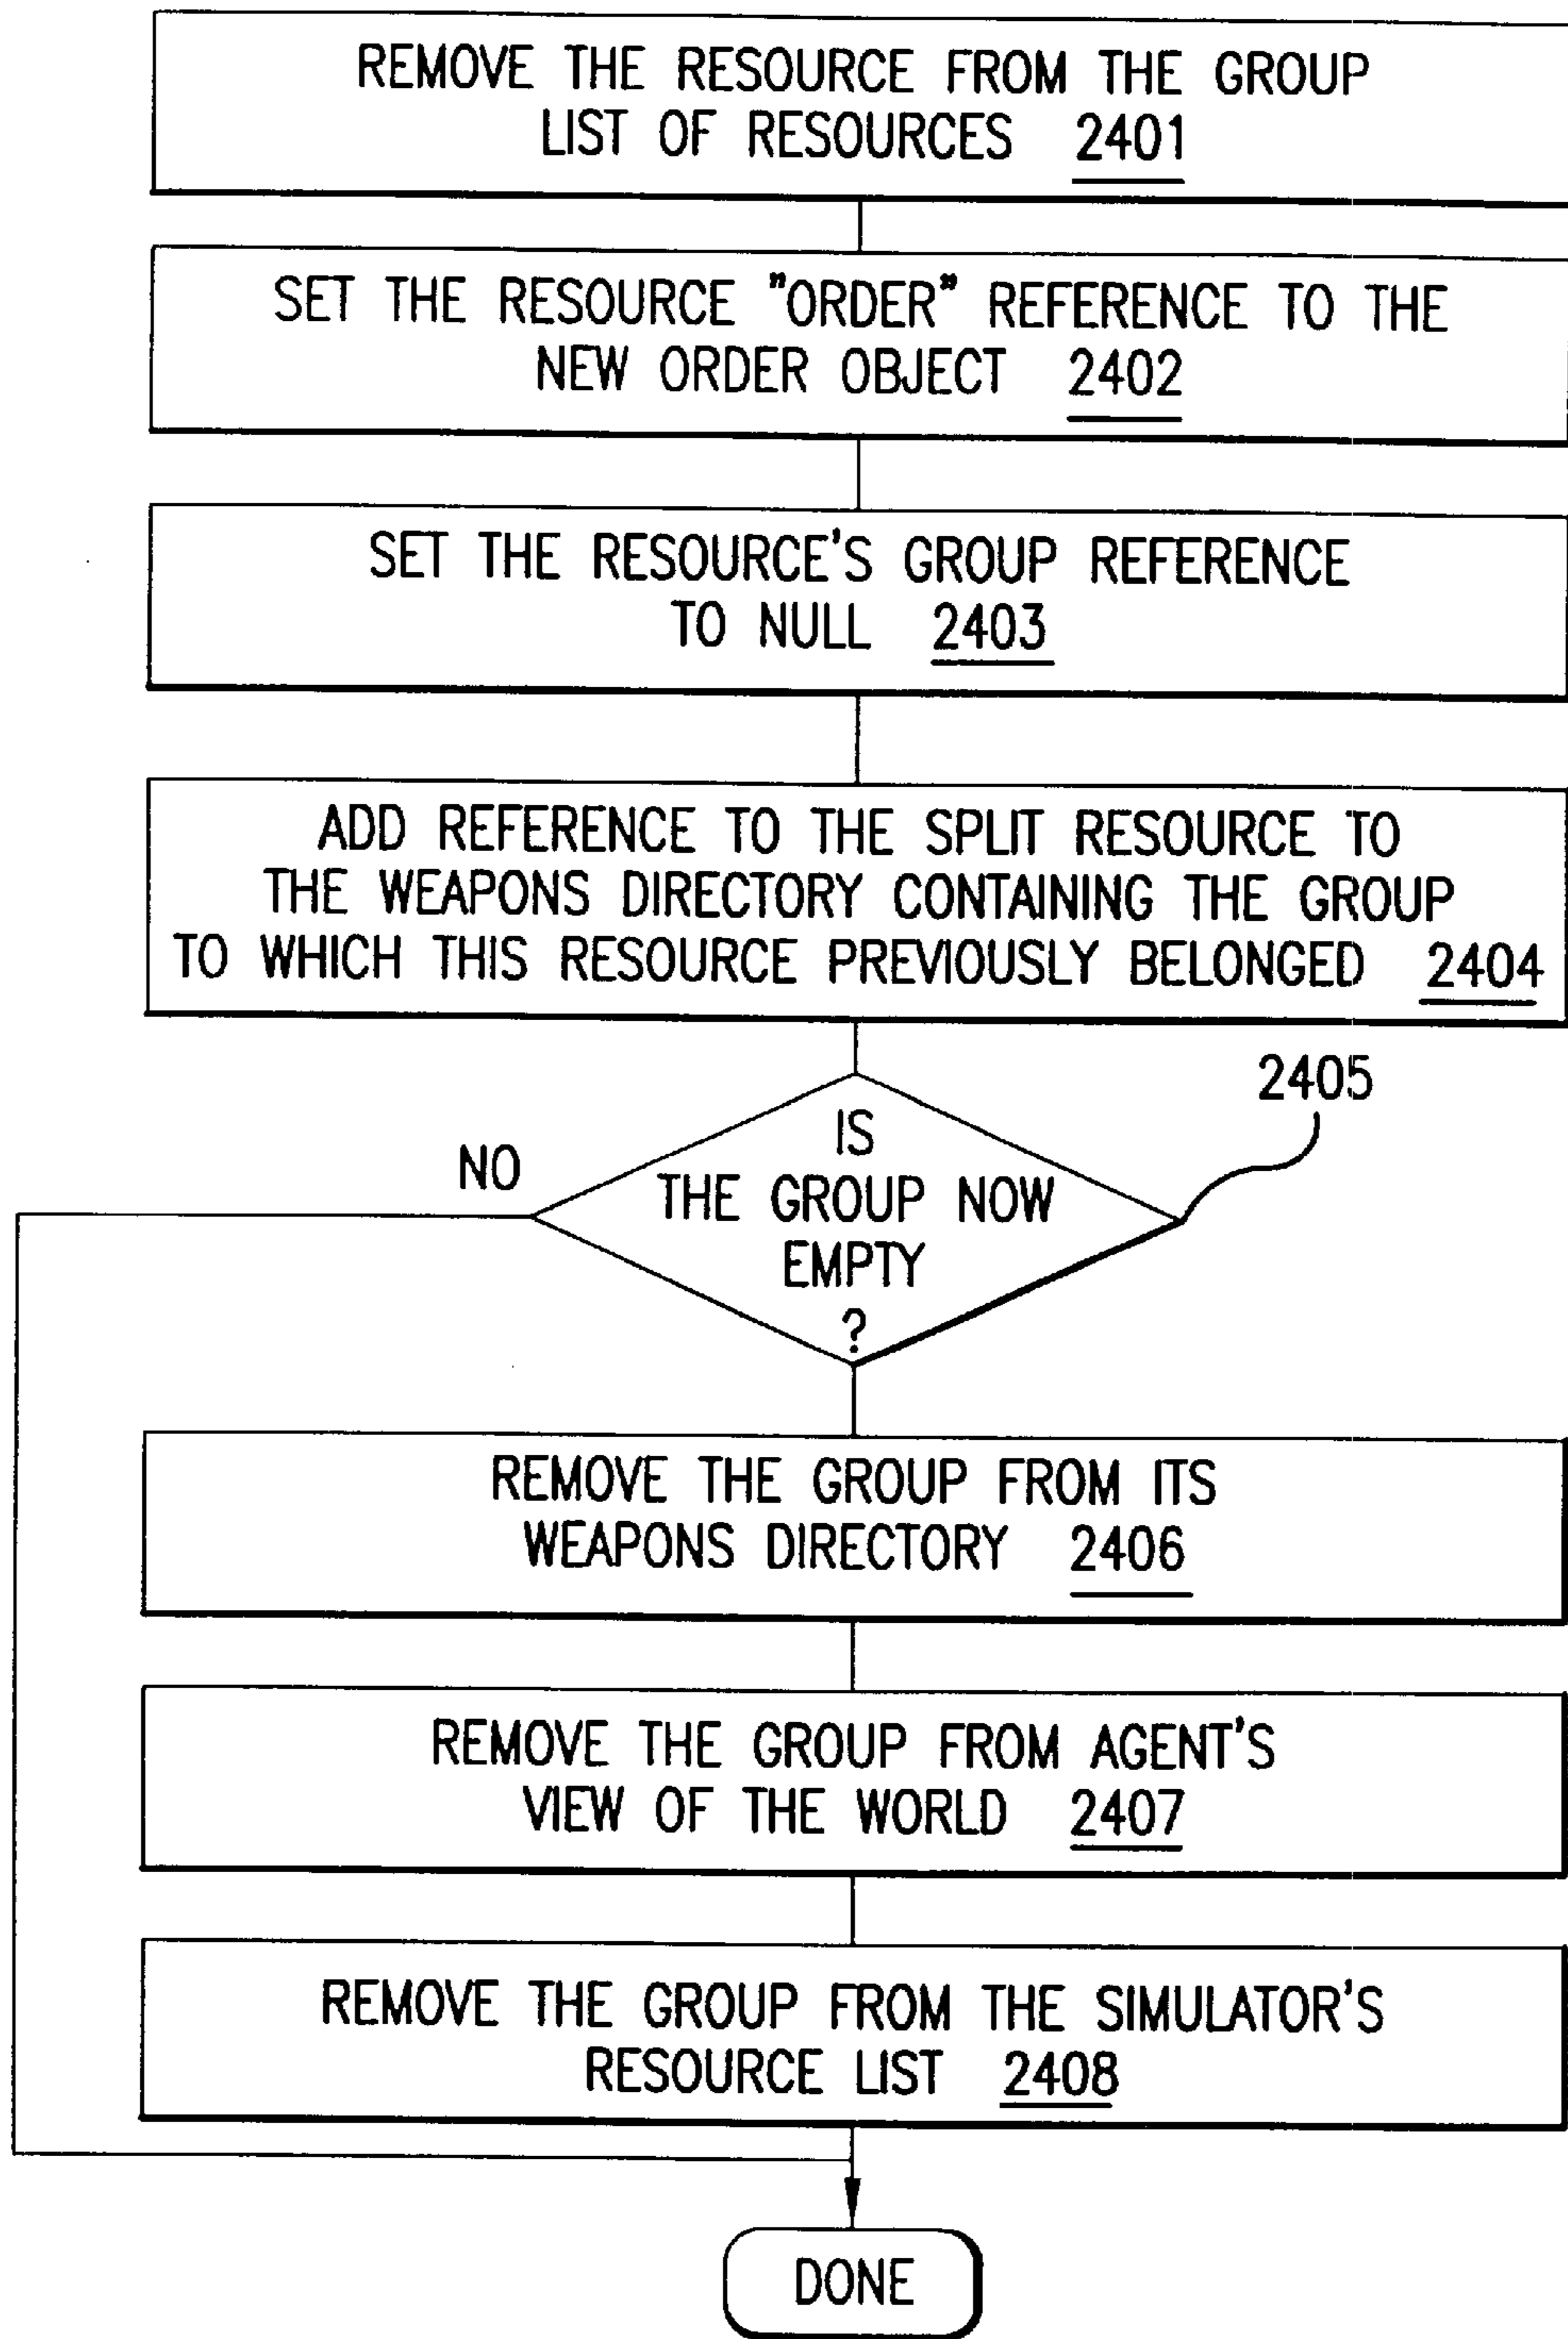 REMOVE THE RESOURCE FROM THE GROUP
LIST OF RESOURCES 2401
SET THE RESOURCE "ORDER" REFERENCE TO THE
NEW ORDER OBJECT 2402
SET THE RESOURCE'S GROUP REFERENCE
TO NULL 2403
ADD REFERENCE TO THE SPLIT RESOURCE TO
THE WEAPONS DIRECTORY CONTAINING THE GROUP
TO WHICH THIS RESOURCE PREVIOUSLY BELONGED 2404
2405
NO
IS
THE GROUP NOW
EMPTY
?
REMOVE THE GROUP FROM ITS
WEAPONS DIRECTORY 2406
REMOVE THE GROUP FROM AGENT'S
VIEW OF THE WORLD 2407
REMOVE THE GROUP FROM THE SIMULATOR'S
RESOURCE LIST 2408
DONE